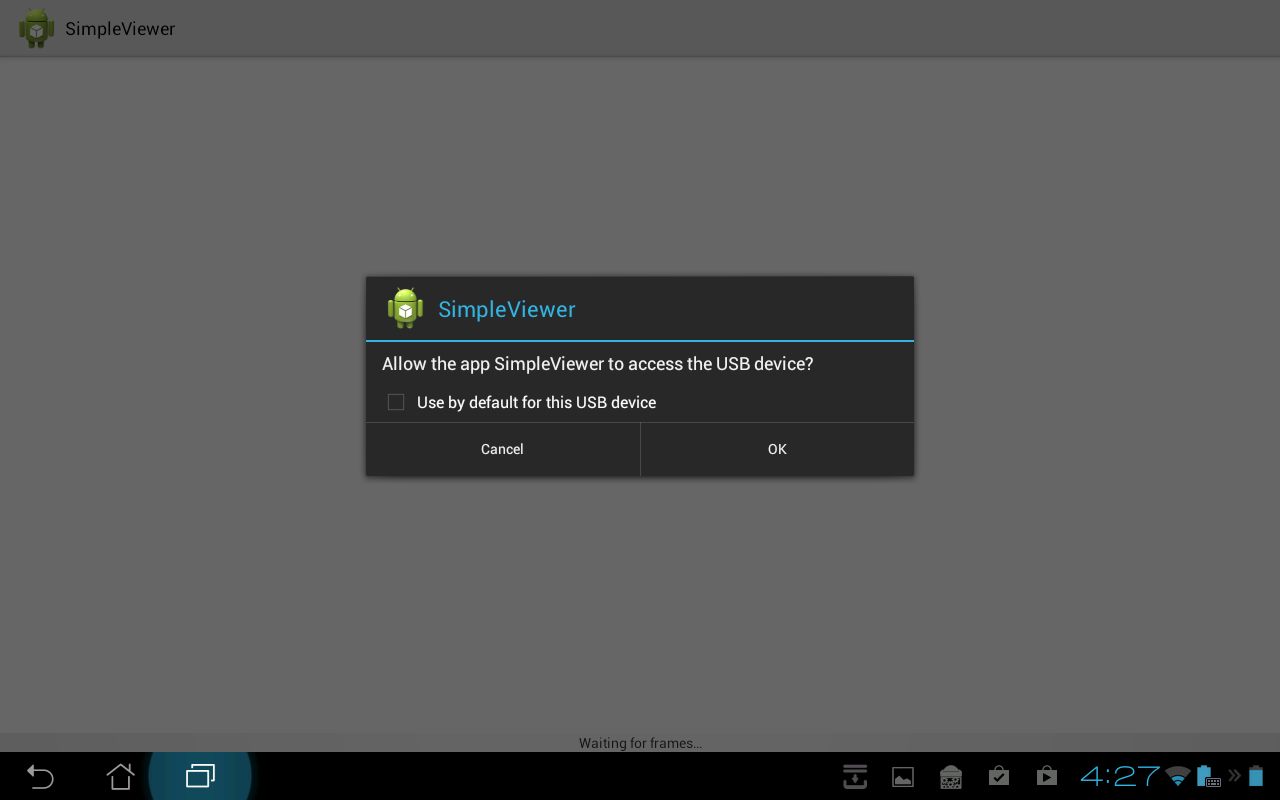 SimpleViewer
SimpleViewer
Allow the app SimpleViewer to access the USB device?
Use by default for this USB device
Cancel
OK
Waiting for frames...
4:27